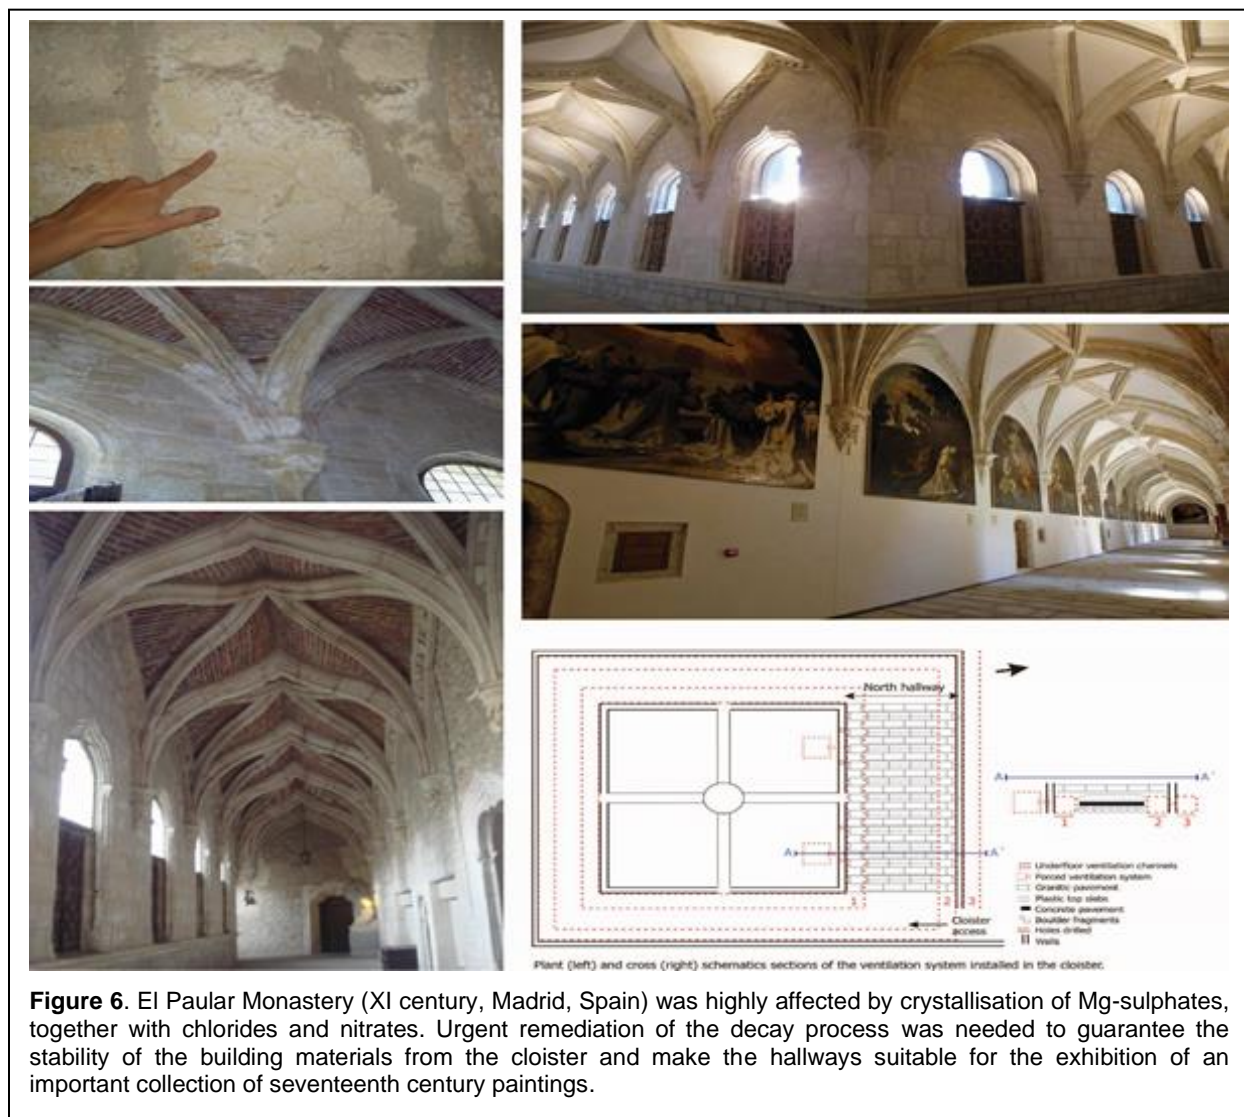 North hallway
A
A'
1
2
3
A
A'
1
2
3
Cloister
access
Underfloor ventilation channels
Forced ventilation system
Granitic pavement
Plastic top slabs
Concrete pavement
Boulder fragments
Holes drilled
Walls
Plant (left) and cross (right) schematics sections of the ventilation system installed in the cloister.
Figure 6. El Paular Monastery (XI century, Madrid, Spain) was highly affected by crystallisation of Mg-sulphates,
together with chlorides and nitrates. Urgent remediation of the decay process was needed to guarantee the
stability of the building materials from the cloister and make the hallways suitable for the exhibition of an
important collection of seventeenth century paintings.